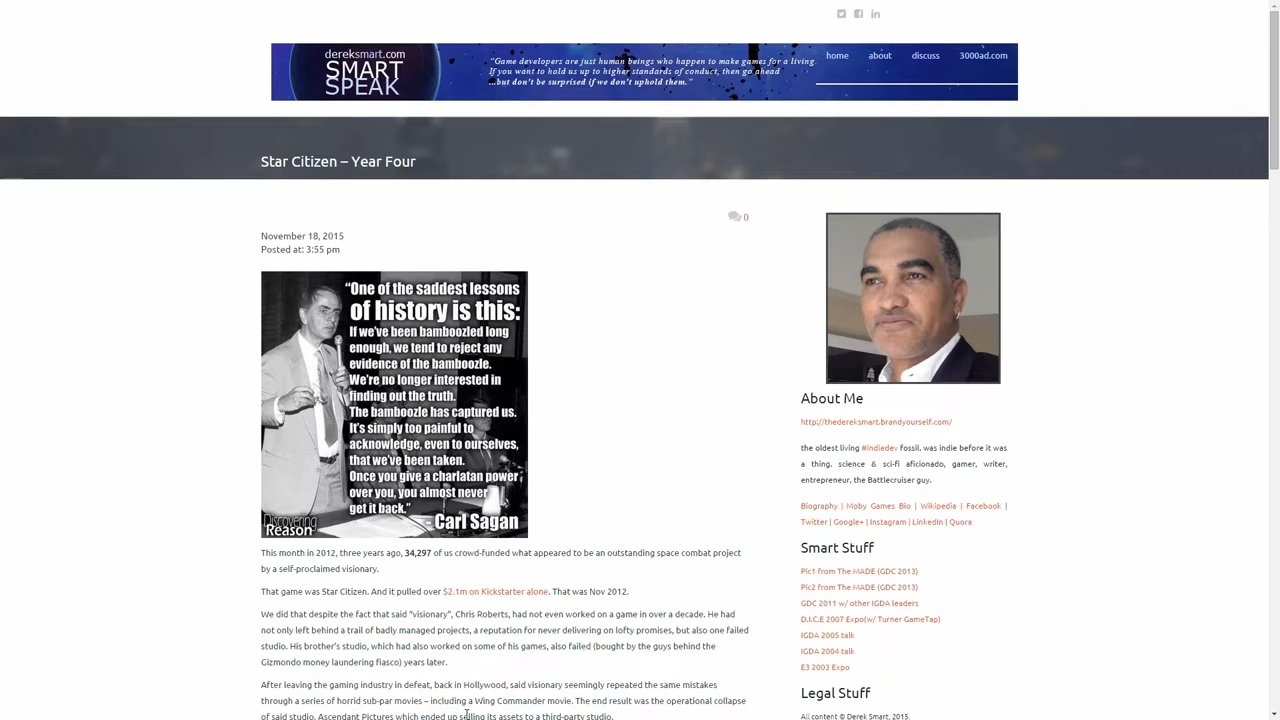 dereksmart.com
SMART
SPEAK
"Game developers are just human beings who happen to make games for a living.
If you want to hold us up to higher standards of conduct, then go ahead
...but don't be surprised if we don't uphold them."
home about discuss 3000ad.com
Star Citizen – Year Four
0
November 18, 2015
Posted at: 3:55 pm
"One of the saddest lessons
of history is this:
If we've been bamboozled long
enough, we tend to reject any
evidence of the bamboozle.
We're no longer interested in
finding out the truth.
The bamboozle has captured us.
It's simply too painful to
acknowledge, even to ourselves,
that we've been taken.
Once you give a charlatan power
over you, you almost never
get it back."
- Carl Sagan
Discovering
Reason
This month in 2012, three years ago, 34,297 of us crowd-funded what appeared to be an outstanding space combat project
by a self-proclaimed visionary.
That game was Star Citizen. And it pulled over $2.1m on Kickstarter alone. That was Nov 2012.
We did that despite the fact that said "visionary", Chris Roberts, had not even worked on a game in over a decade. He had
not only left behind a trail of badly managed projects, a reputation for never delivering on lofty promises, but also one failed
studio. His brother's studio, which had also worked on some of his games, also failed (bought by the guys behind the
Gizmondo money laundering fiasco) years later.
After leaving the gaming industry in defeat, back in Hollywood, said visionary seemingly repeated the same mistakes
through a series of horrid sub-par movies – including a Wing Commander movie. The end result was the operational collapse
of said studio, Ascendant Pictures which ended up selling its assets to a third-party studio.
About Me
http://thedereksmart.brandyourself.com/
the oldest living #indiedev fossil. was indie before it was
a thing. science & sci-fi aficionado, gamer, writer,
entrepreneur, the Battlecruiser guy.
Biography | Moby Games Bio | Wikipedia | Facebook |
Twitter | Google+ | Instagram | LinkedIn | Quora
Smart Stuff
Pic1 from The MADE (GDC 2013)
Pic2 from The MADE (GDC 2013)
GDC 2011 w/ other IGDA leaders
D.I.C.E 2007 Expo(w/ Turner GameTap)
IGDA 2005 talk
IGDA 2004 talk
E3 2003 Expo
Legal Stuff
All content © Derek Smart, 2015.